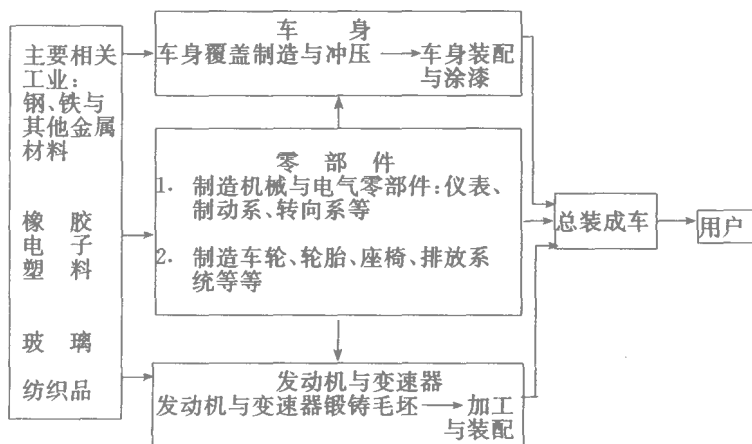 主要相关
工业：
钢、铁与
其他金属
材料
橡 胶
电 子
塑 料
玻 璃
纺织品
车 身
车身覆盖制造与冲压 → 车身装配
与涂漆
零 部 件
1. 制造机械与电气零部件：仪表、
制动系、转向系等
2. 制造车轮、轮胎、座椅、排放系
统等等
发动机与变速器
发动机与变速器锻铸毛坯 → 加工
与装配
总装成车
用户